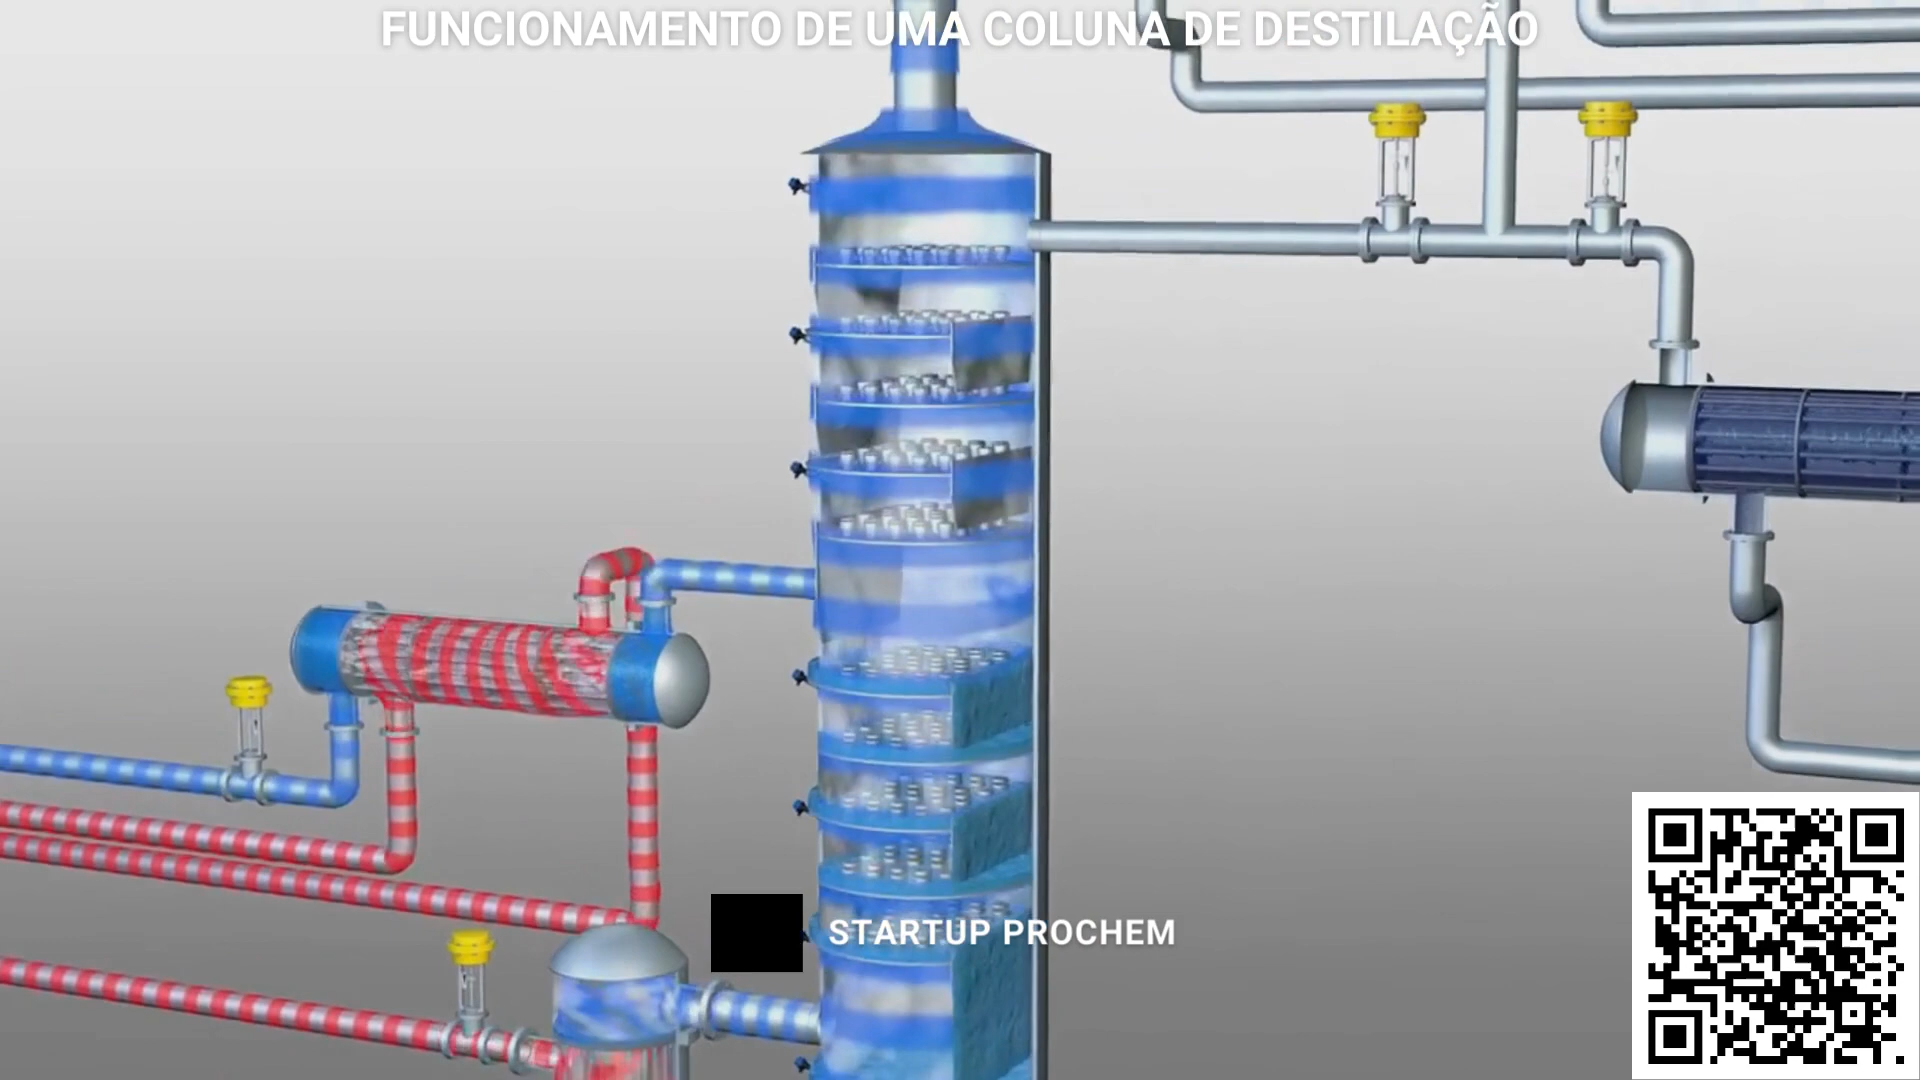 FUNCIONAMENTO DE UMA COLUNA DE DESTILAÇÃO
STARTUP PROCHEM